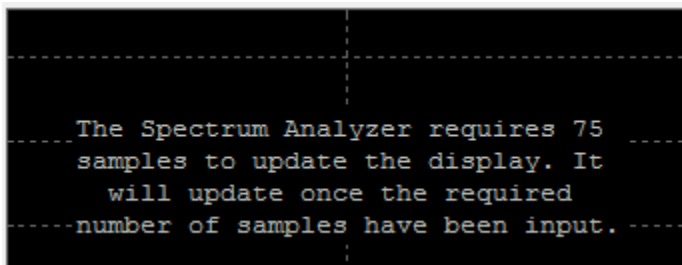 The Spectrum Analyzer requires 75
samples to update the display. It
will update once the required
number of samples have been input.